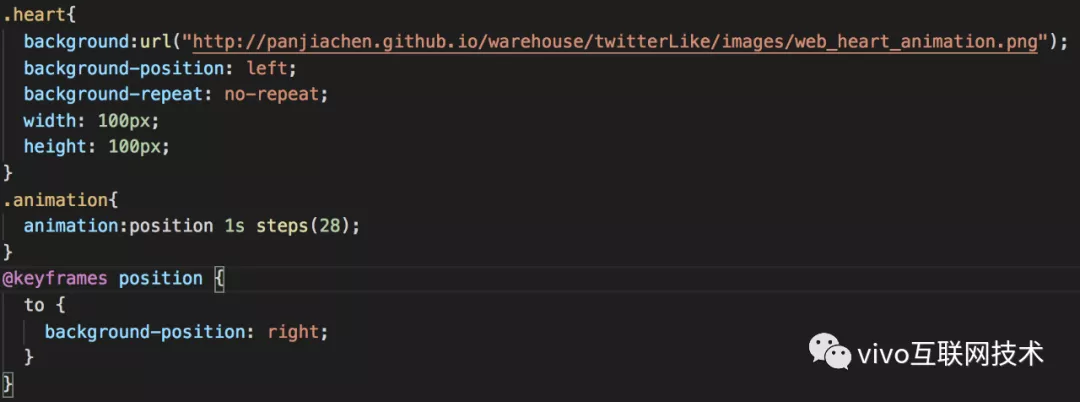 .heart{
background:url("http://panjiachen.github.io/warehouse/twitterLike/images/web_heart_animation.png");
background-position: left;
background-repeat: no-repeat;
width: 100px;
height: 100px;
}
.animation{
animation:position 1s steps(28);
}
@keyframes position {
to {
background-position: right;
}
}
vivo互联网技术